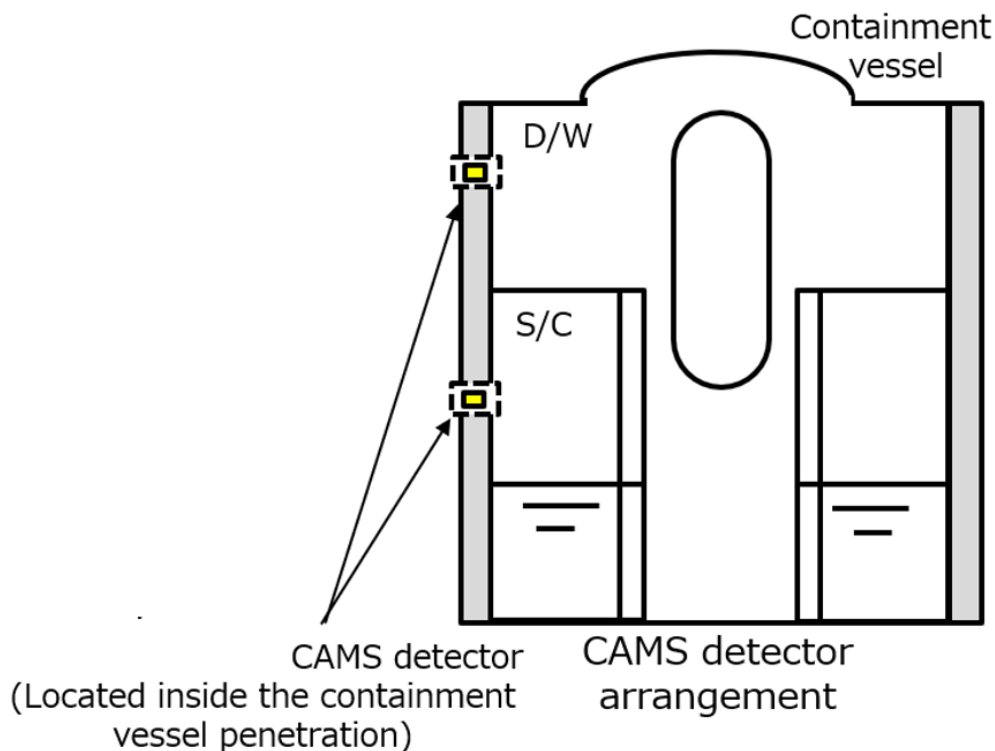 Containment
vessel
D/W
S/C
CAMS detector
(Located inside the containment
vessel penetration)
CAMS detector
arrangement